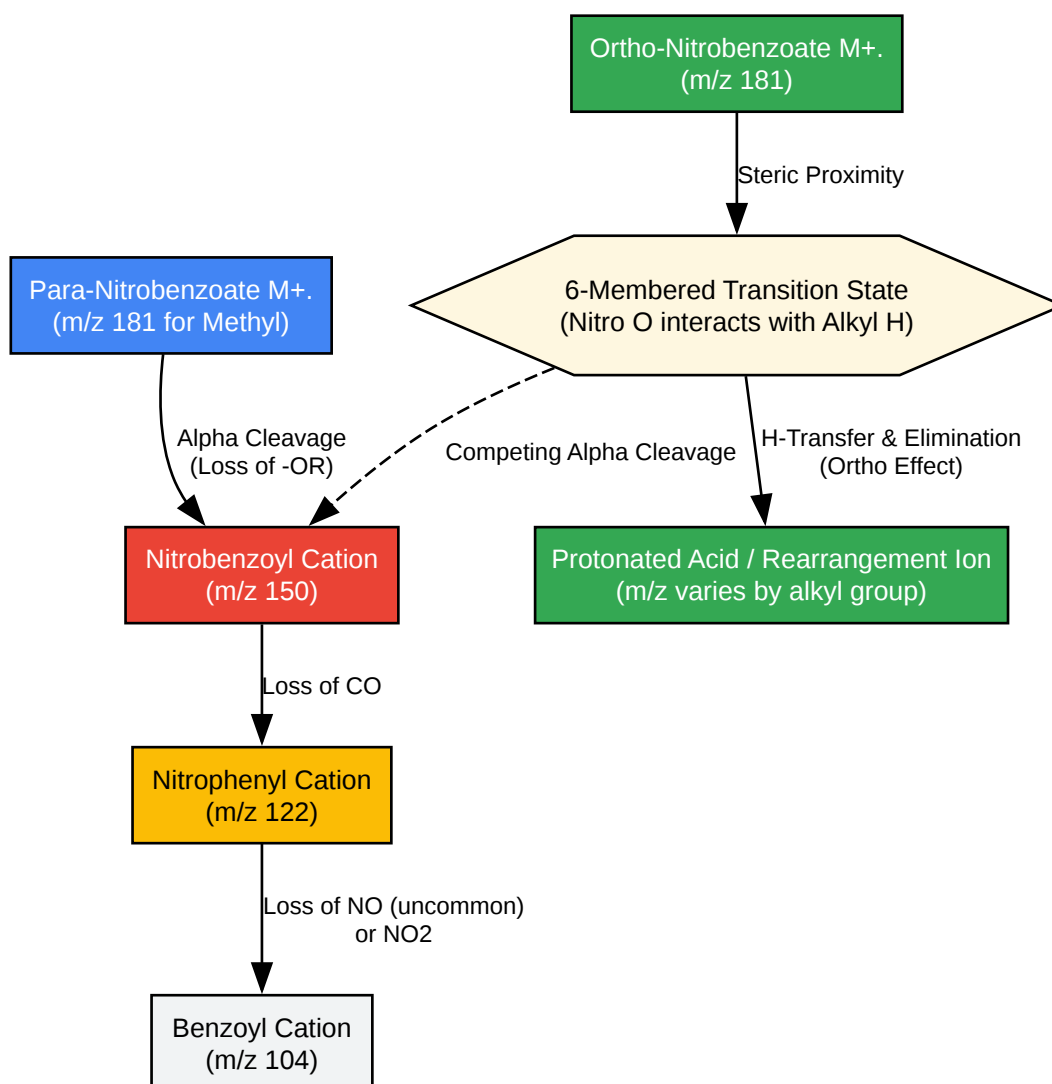 Ortho-Nitrobenzoate M+.
(m/z 181)
Steric Proximity
Para-Nitrobenzoate M+.
(m/z 181 for Methyl)
6-Membered Transition State
(Nitro O interacts with Alkyl H)
Alpha Cleavage
(Loss of -OR)
Competing Alpha Cleavage
H-Transfer & Elimination
(Ortho Effect)
Nitrobenzoyl Cation
(m/z 150)
Protonated Acid / Rearrangement Ion
(m/z varies by alkyl group)
Loss of CO
Nitrophenyl Cation
(m/z 122)
Loss of NO (uncommon)
or NO2
Benzoyl Cation
(m/z 104)